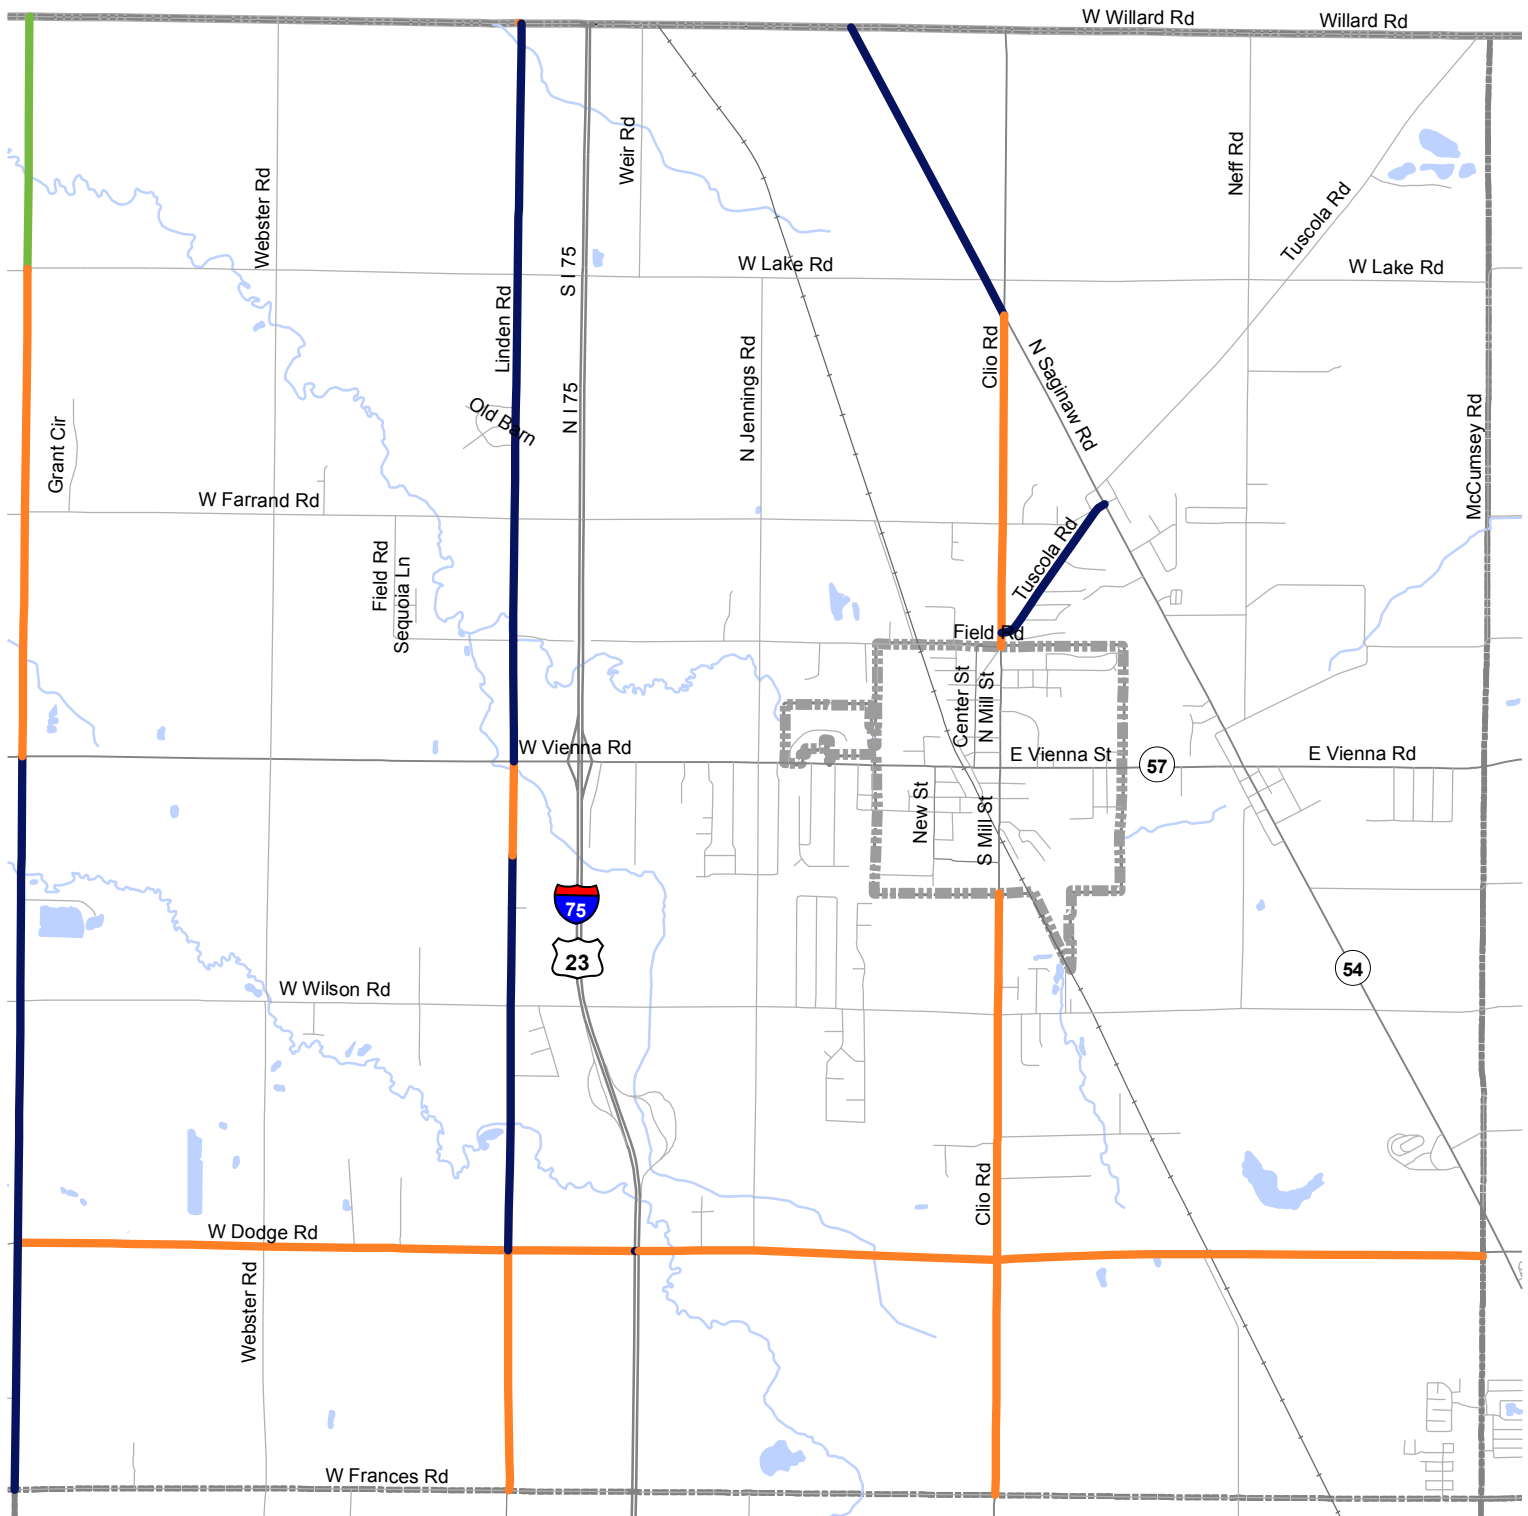 W Willard Rd
Willard Rd
Weir Rd
Neff Rd
Webster Rd
Tuscola Rd
S I 75
W Lake Rd
W Lake Rd
Linden Rd
Clio Rd
N Saginaw Rd
N Jennings Rd
N I 75
Old Barn
Grant Cir
McCumsey Rd
W Farrand Rd
Field Rd
Sequoia Ln
Tuscola Rd
Field Rd
Center St
N Mill St
W Vienna Rd
E Vienna St
57
E Vienna Rd
New St
S Mill St
75
23
54
W Wilson Rd
Clio Rd
W Dodge Rd
Webster Rd
W Frances Rd